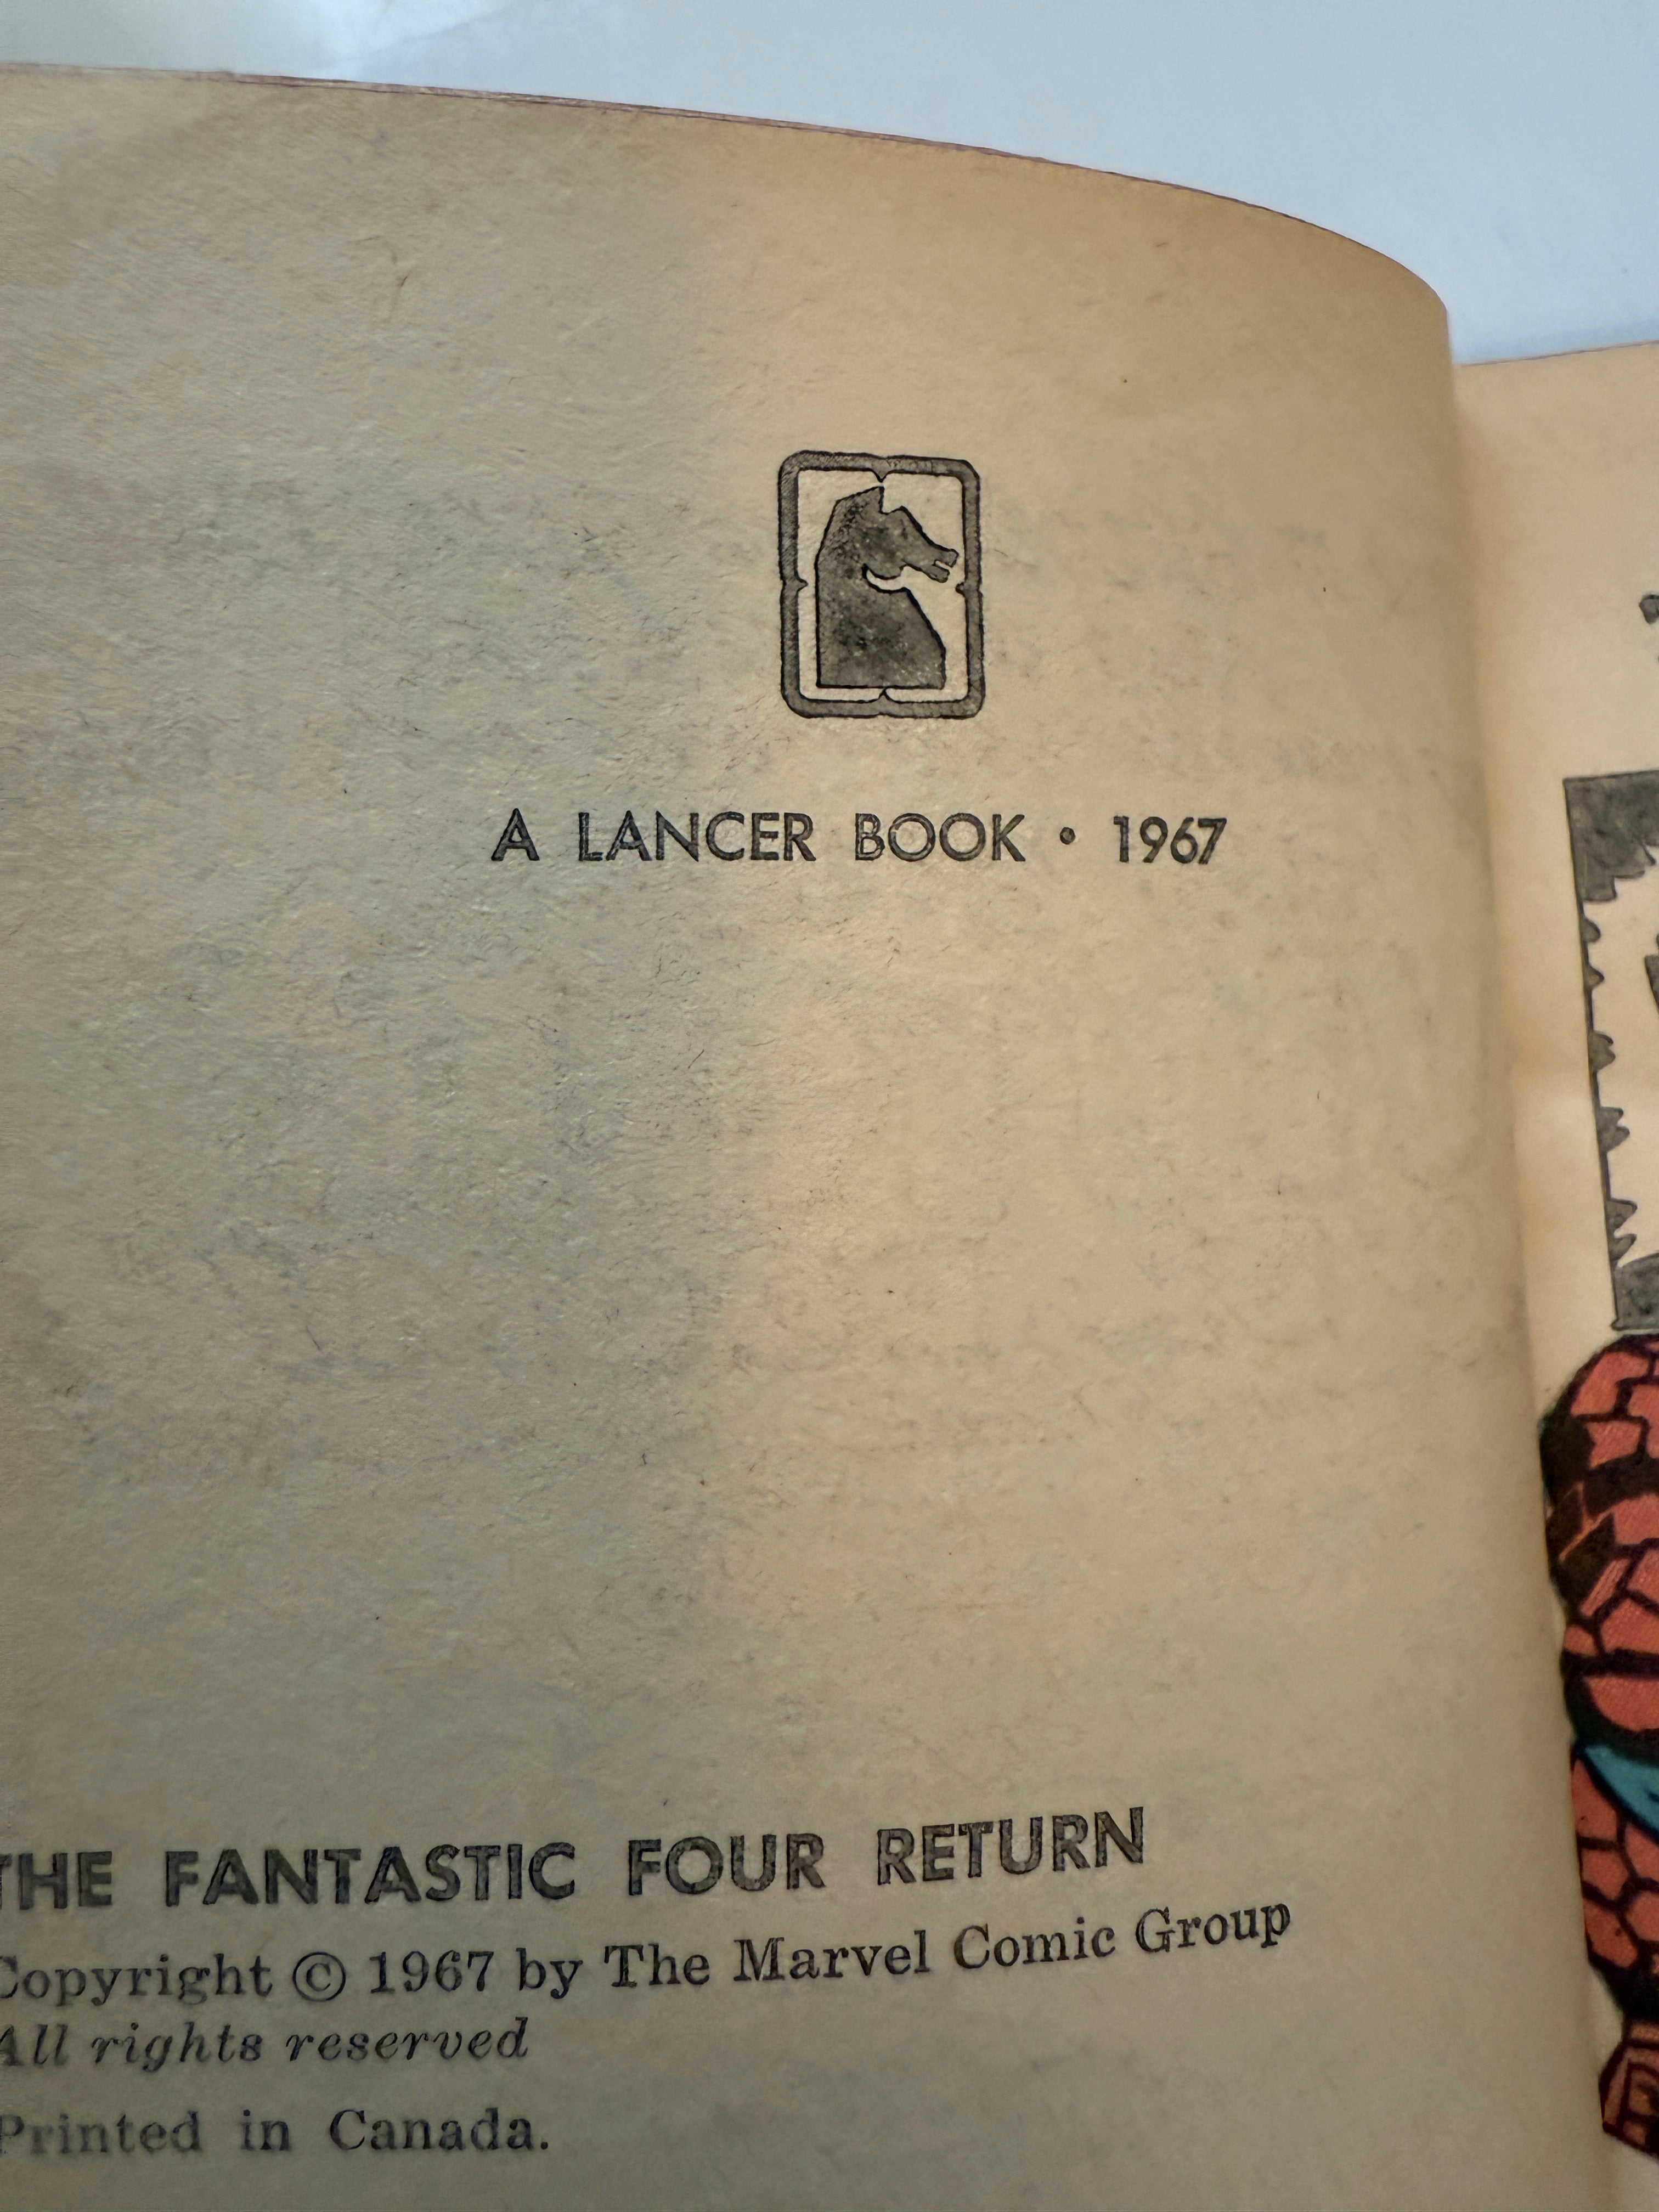 A LANCER BOOK • 1967
THE FANTASTIC FOUR RETURN
Copyright © 1967 by The Marvel Comic Group
All rights reserved
Printed in Canada.